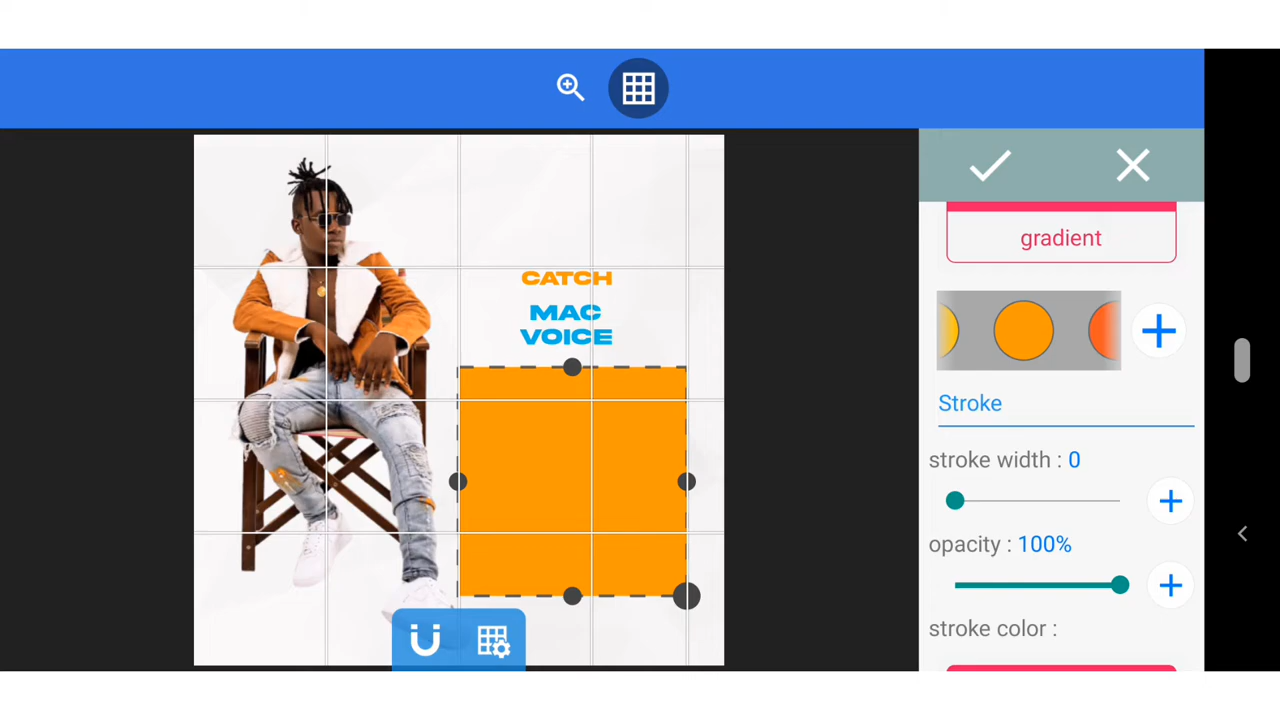 CATCH
MAC
VOICE
gradient
Stroke
stroke width : 0
opacity : 100%
stroke color :